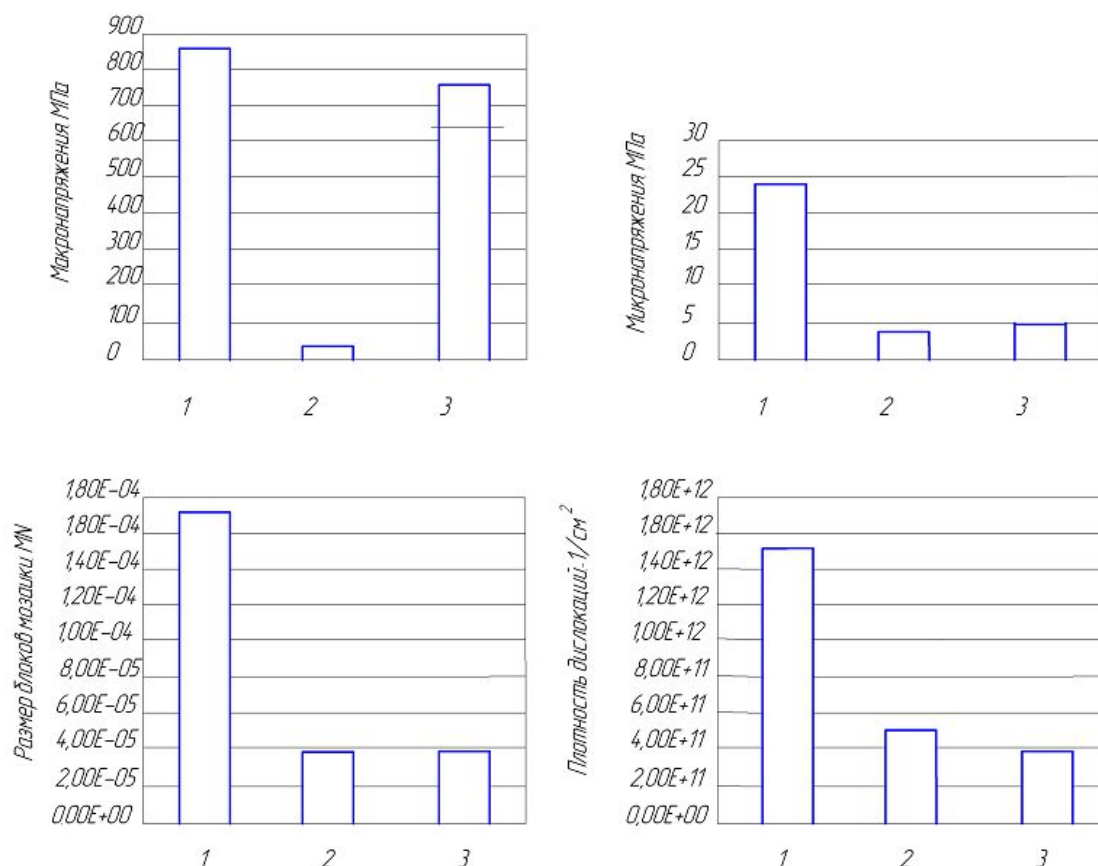 Макронапряжения МПа
900
800
700
600
500
400
300
200
100
0
1 2 3
Микронапряжения МПа
30
25
20
15
10
5
0
1 2 3
Размер блоков мозаики MN
1,80E-04
1,80E-04
1,40E-04
1,20E-04
1,00E-04
8,00E-05
6,00E-05
4,00E-05
2,00E-05
0,00E+00
1 2 3
Плотность дислокаций-1/см²
1,80E+12
1,80E+12
1,40E+12
1,20E+12
1,00E+12
8,00E+11
6,00E+11
4,00E+11
2,00E+11
0,00E+00
1 2 3